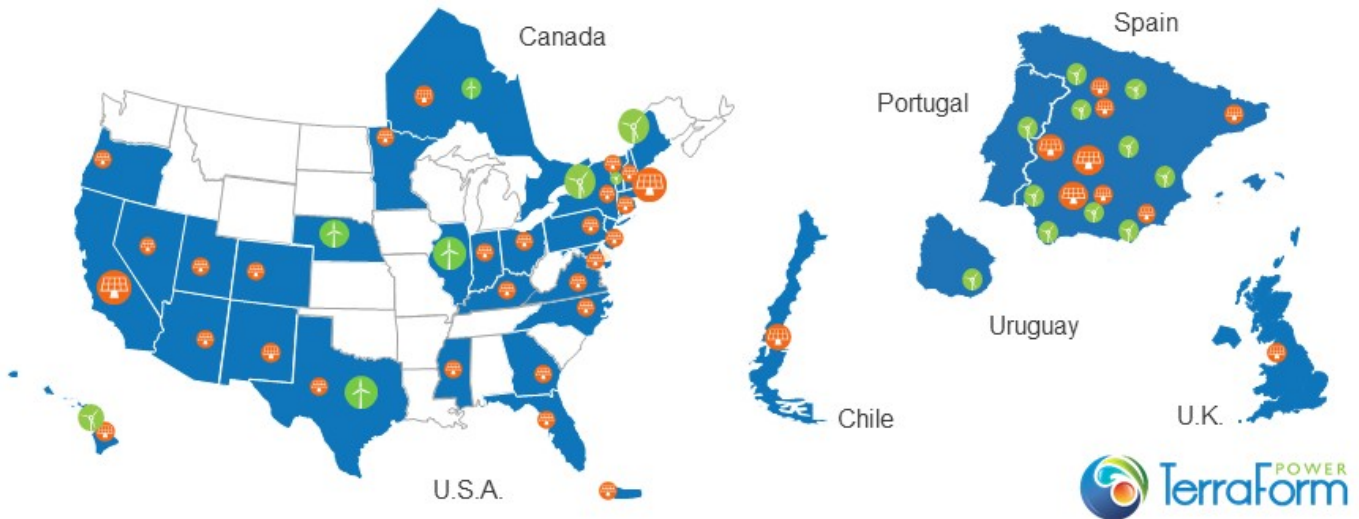 Canada
Spain
Portugal
Uruguay
Chile
U.K.
U.S.A.
POWER
TerraForm